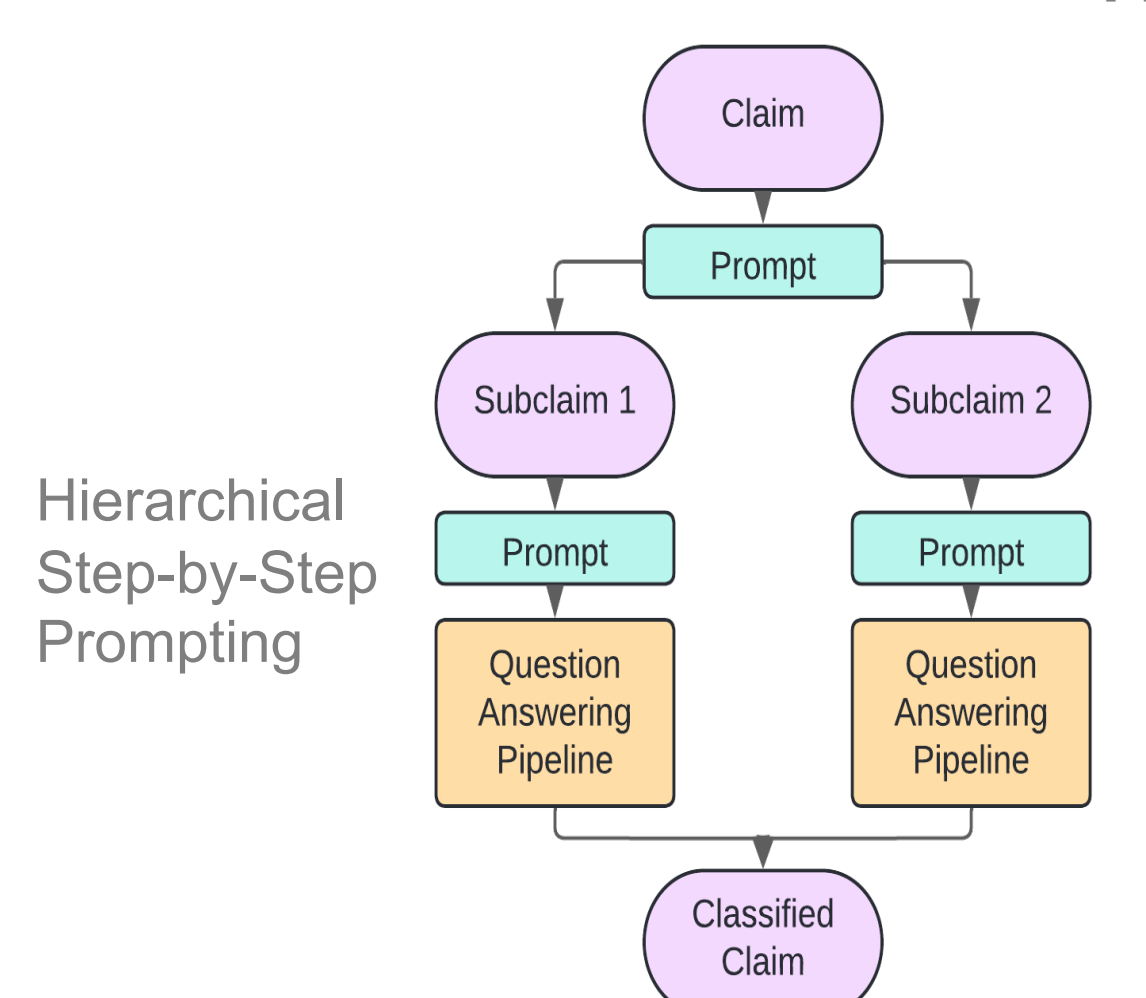 Claim
Prompt
Subclaim 1
Subclaim 2
Hierarchical
Step-by-Step
Prompting
Prompt
Prompt
Question
Answering
Pipeline
Question
Answering
Pipeline
Classified
Claim